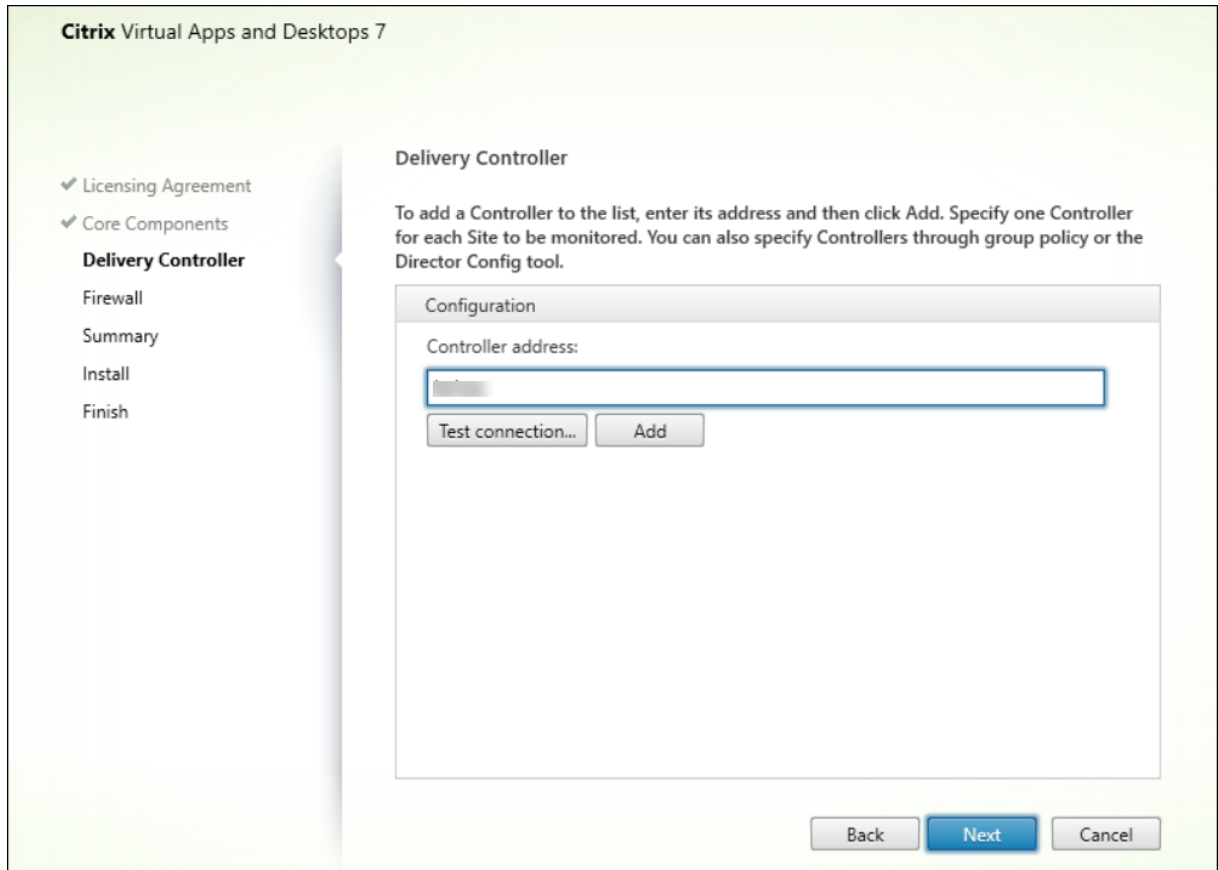 Citrix Virtual Apps and Desktops 7
Licensing Agreement
Core Components
Delivery Controller
Firewall
Summary
Install
Finish
Delivery Controller
To add a Controller to the list, enter its address and then click Add. Specify one Controller
for each Site to be monitored. You can also specify Controllers through group policy or the
Director Config tool.
Configuration
Controller address:
Test connection... Add
Back Next Cancel